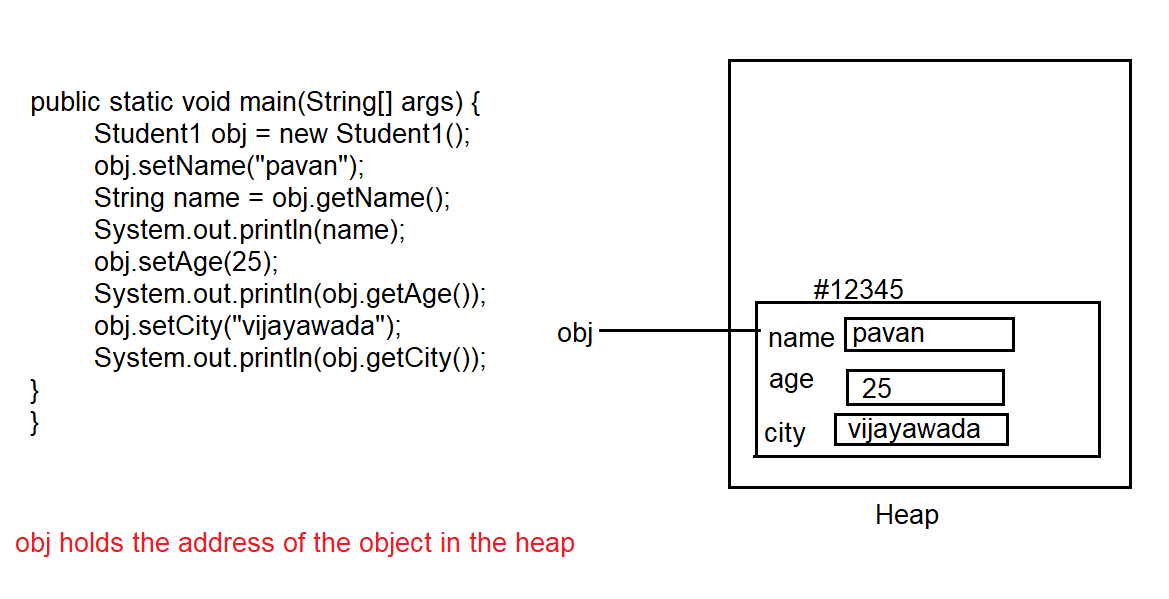 public static void main(String[] args) {
Student1 obj = new Student1();
obj.setName("pavan");
String name = obj.getName();
System.out.println(name);
obj.setAge(25);
System.out.println(obj.getAge());
obj.setCity("vijayawada");
System.out.println(obj.getCity());
}
}
#12345
obj
name pavan
age 25
city vijayawada
Heap
obj holds the address of the object in the heap